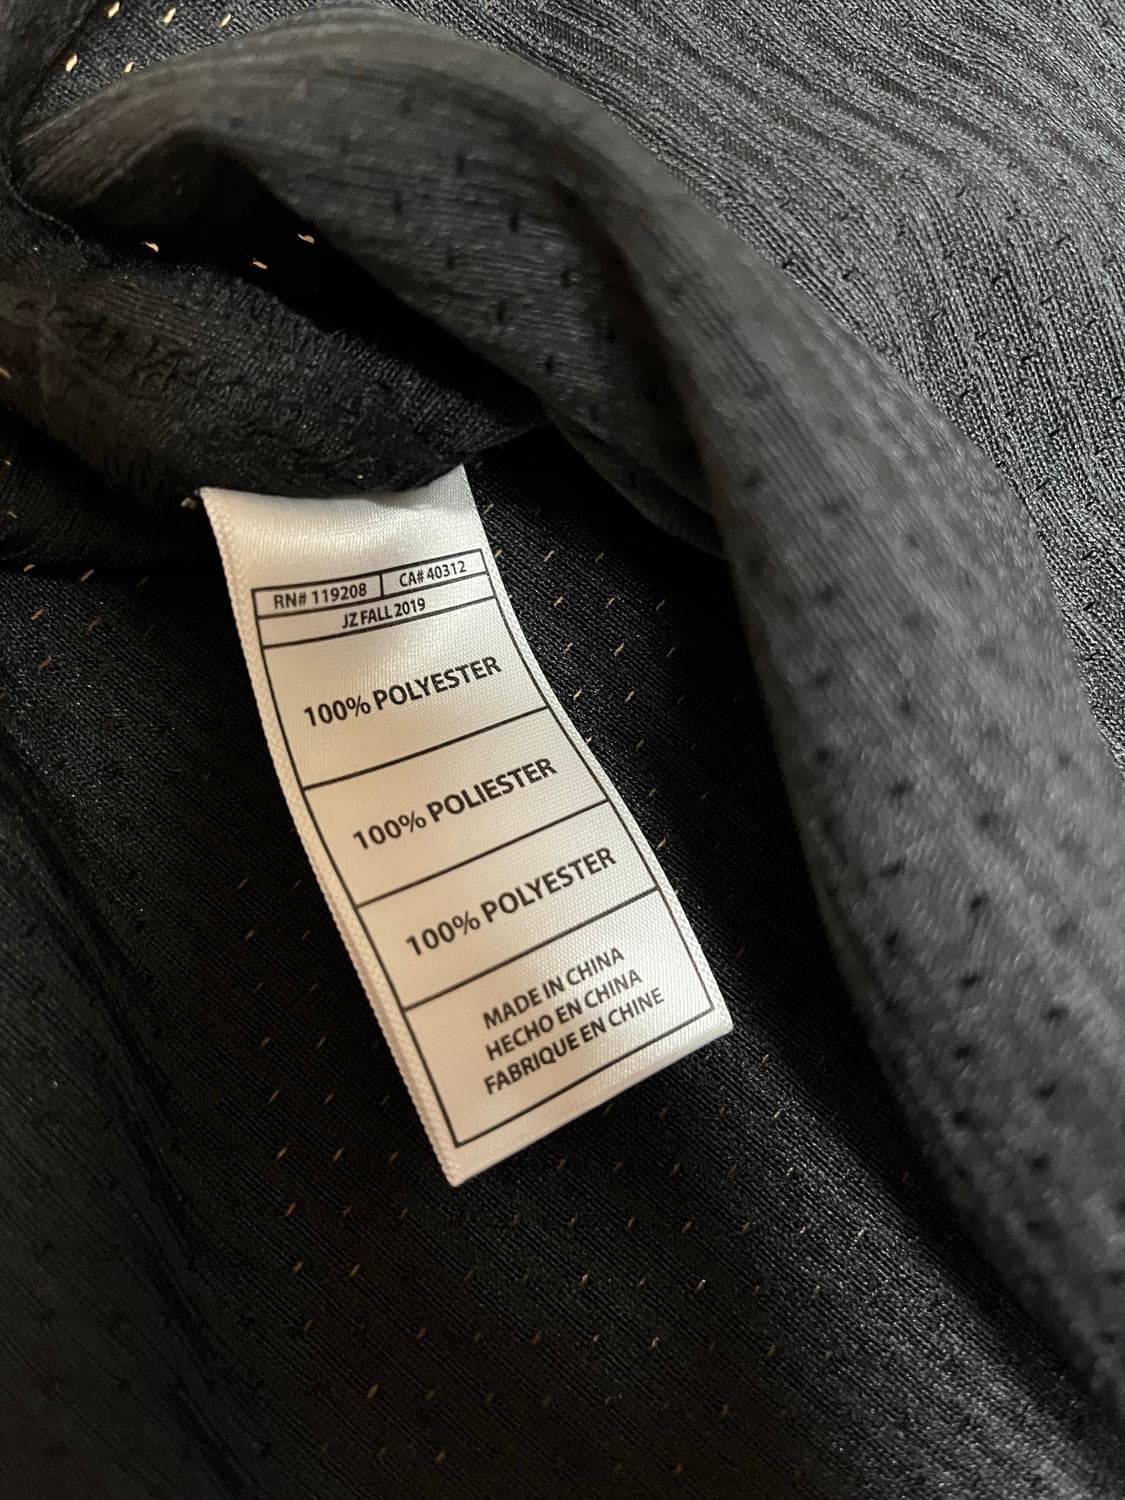 RN# 119208 CA# 40312
JZ FALL 2019
100% POLYESTER
100% POLIESTER
100% POLYESTER
MADE IN CHINA
HECHO EN CHINA
FABRIQUE EN CHINE